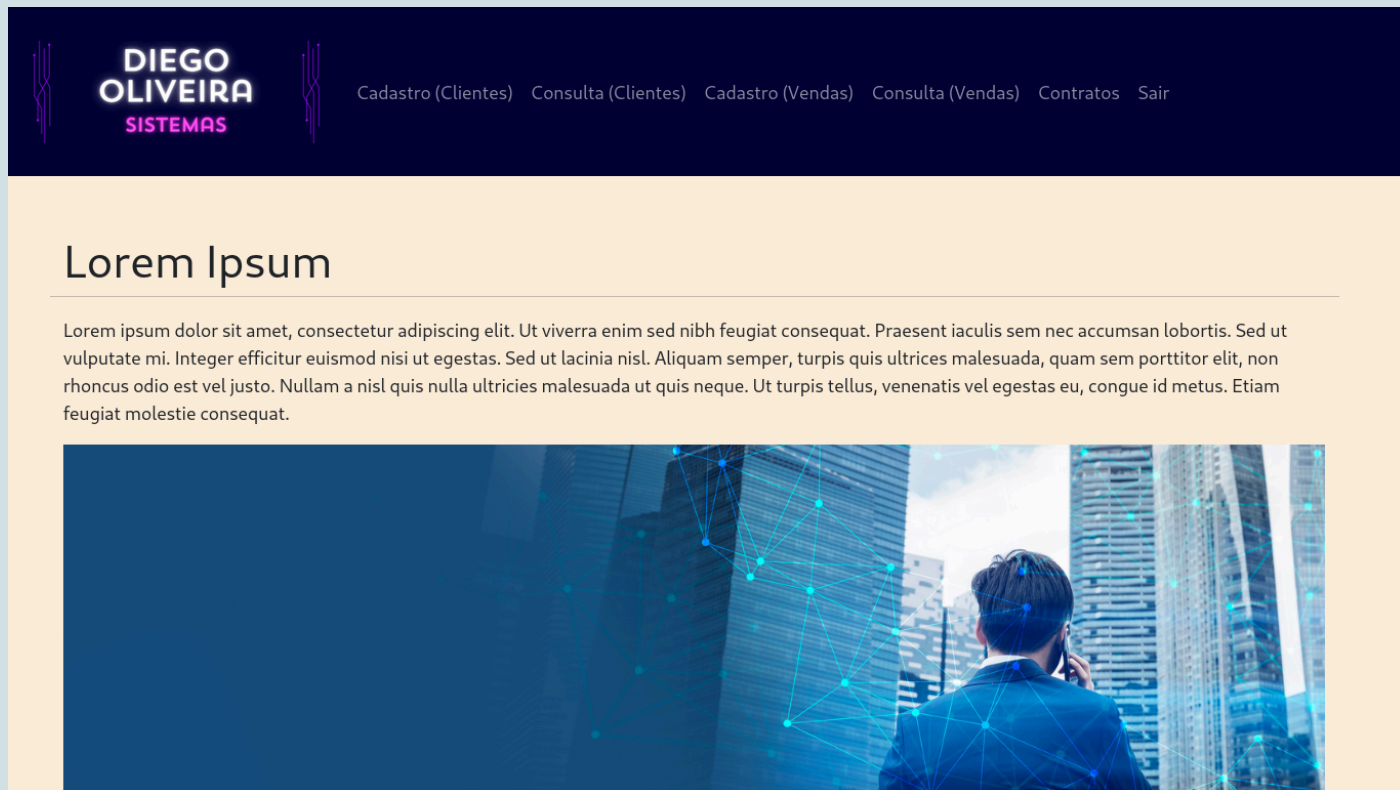 DIEGO
OLIVEIRA
SISTEMAS
Cadastro (Clientes) Consulta (Clientes) Cadastro (Vendas) Consulta (Vendas) Contratos Sair
Lorem Ipsum
Lorem ipsum dolor sit amet, consectetur adipiscing elit. Ut viverra enim sed nibh feugiat consequat. Praesent iaculis sem nec accumsan lobortis. Sed ut
vulputate mi. Integer efficitur euismod nisi ut egestas. Sed ut lacinia nisl. Aliquam semper, turpis quis ultrices malesuada, quam sem porttitor elit, non
rhoncus odio est vel justo. Nullam a nisl quis nulla ultricies malesuada ut quis neque. Ut turpis tellus, venenatis vel egestas eu, congue id metus. Etiam
feugiat molestie consequat.